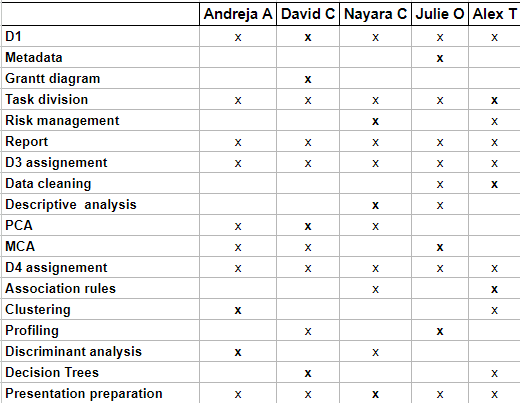 Andreja A David C Nayara C Julie O Alex T
D1 x x x x x
Metadata x
Grantt diagram x
Task division x x x x x
Risk management x x
Report x x x x x
D3 assignement x x x x x
Data cleaning x x
Descriptive analysis x x
PCA x x x
MCA x x x
D4 assignement x x x x x
Association rules x x
Clustering x x
Profiling x x
Discriminant analysis x x
Decision Trees x x
Presentation preparation x x x x x